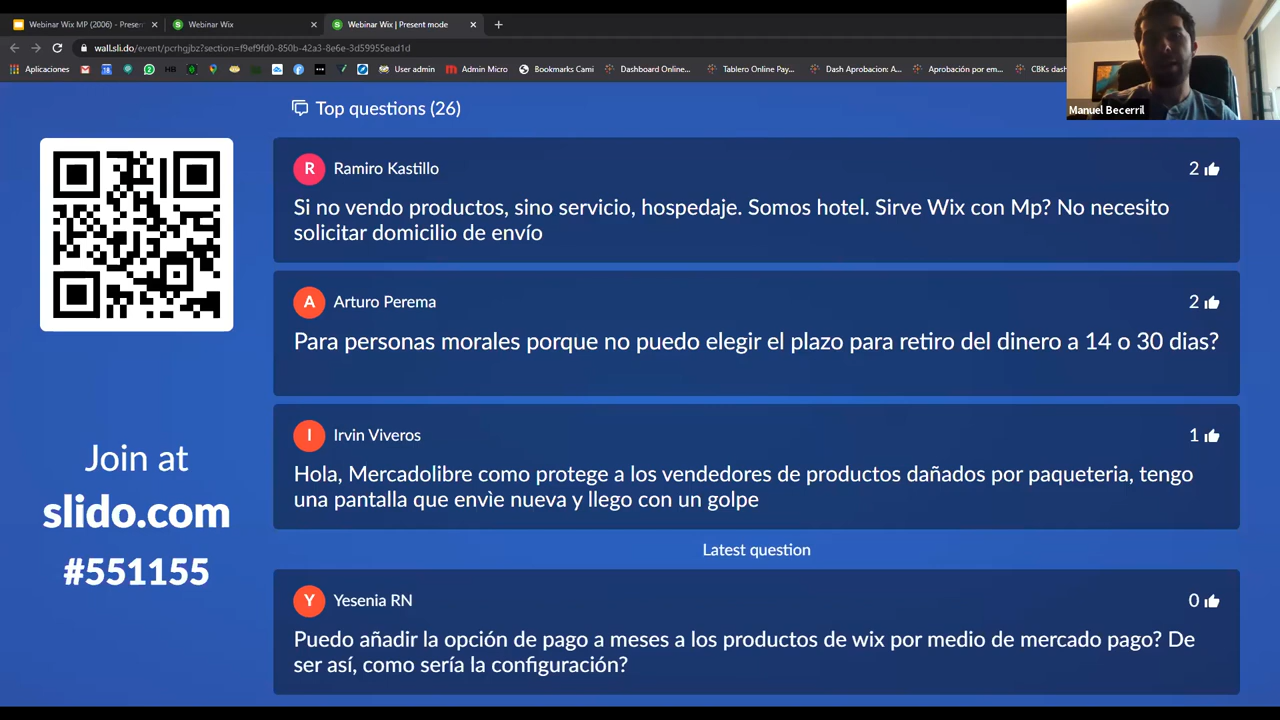 Webinar Wix MP (2006) - Presen
Webinar Wix
Webinar Wix | Present mode
wall.sli.do/event/pcrhgjbz?section=f9ef9fd0-850b-42a3-8e6e-3d59955ead1d
Aplicaciones
HB
User admin
Admin Micro
Bookmarks Cami
Dashboard Online...
Tablero Online Pay...
Dash Aprobacion: A...
Aprobación por em...
CBKs dashboard
Manuel Becerril
Top questions (26)
R
Ramiro Kastillo
2
Si no vendo productos, sino servicio, hospedaje. Somos hotel. Sirve Wix con Mp? No necesito
solicitar domicilio de envío
A
Arturo Perema
2
Para personas morales porque no puedo elegir el plazo para retiro del dinero a 14 o 30 dias?
I
Irvin Viveros
1
Hola, Mercadolibre como protege a los vendedores de productos dañados por paqueteria, tengo
una pantalla que envìe nueva y llego con un golpe
Join at
slido.com
#551155
Latest question
Y
Yesenia RN
0
Puedo añadir la opción de pago a meses a los productos de wix por medio de mercado pago? De
ser así, como sería la configuración?